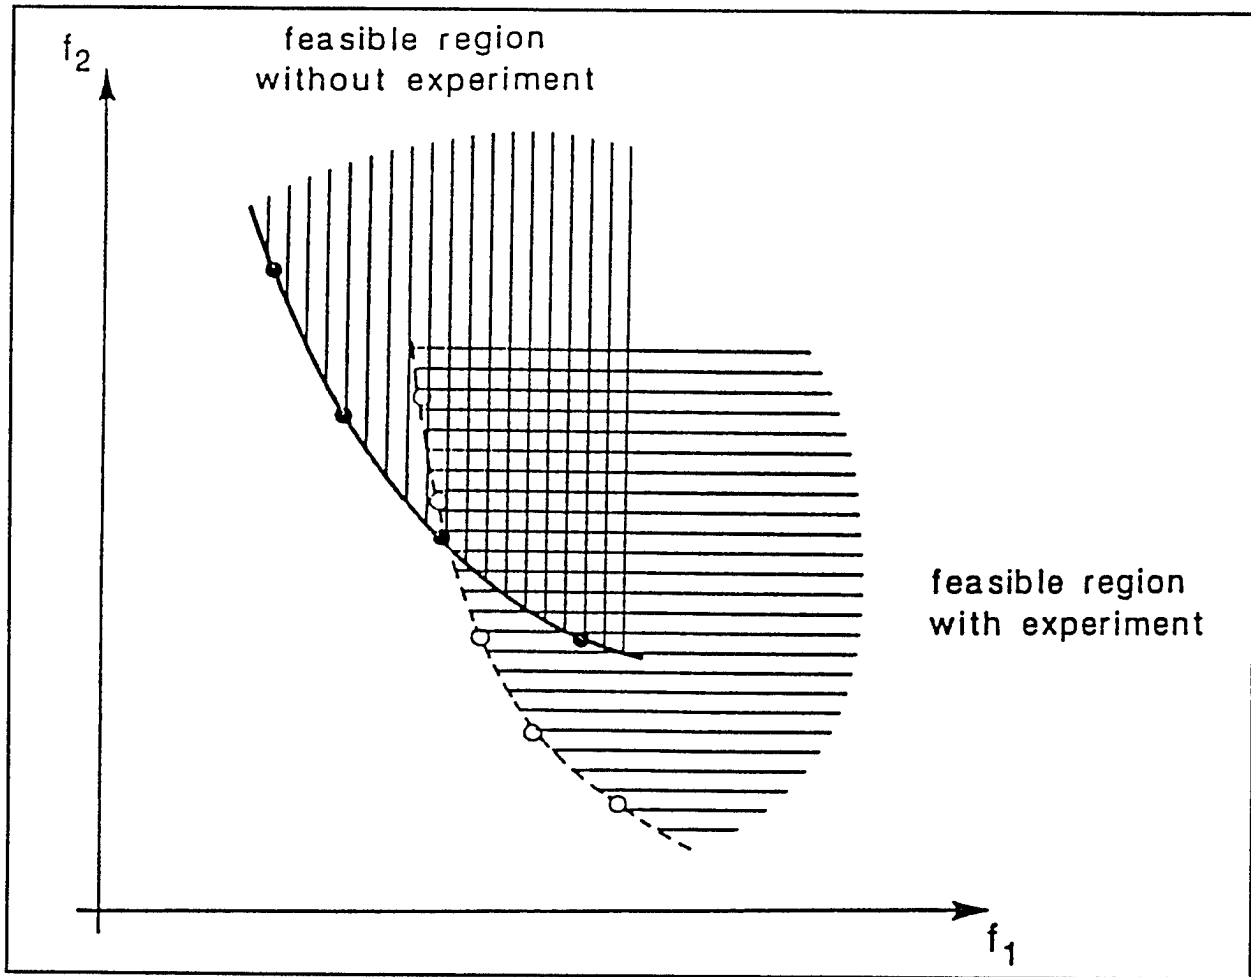 feasible region
without experiment
f2
feasible region
with experiment
f1